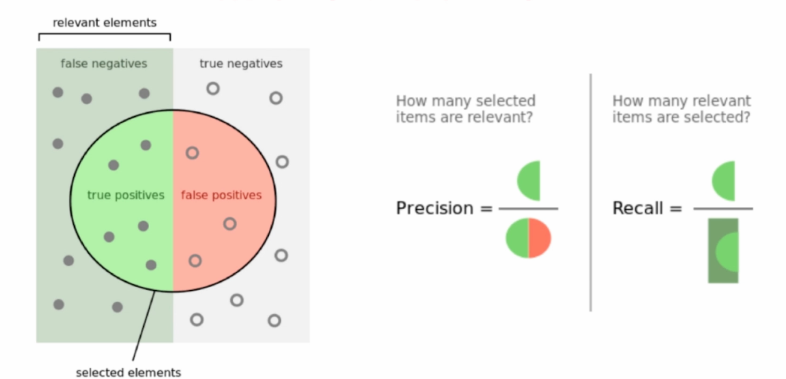 relevant elements
false negatives
true negatives
true positives
false positives
selected elements
How many selected
items are relevant?
Precision =
How many relevant
items are selected?
Recall =